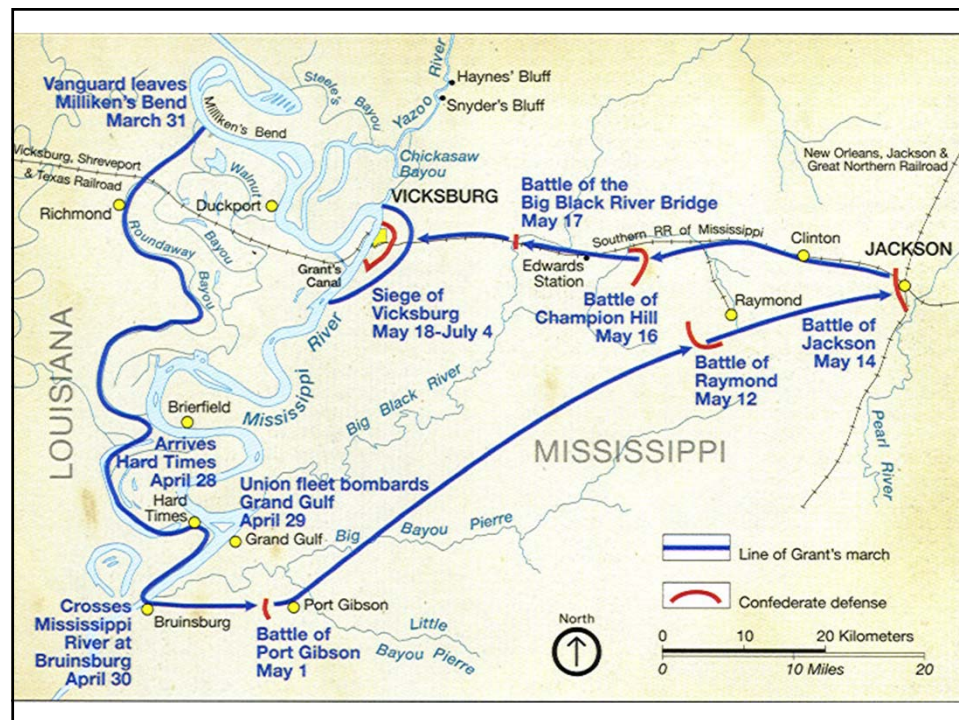 Vanguard leaves
Milliken's Bend
March 31
Milliken's Bend
Steele's
Bayou
Yazoo
River
Haynes' Bluff
Snyder's Bluff
Chickasaw
Bayou
Vicksburg, Shreveport
& Texas Railroad
Richmond
Walnut
Bayou
Duckport
Roundaway
Bayou
VICKSBURG
Grant's
Canal
Siege of
Vicksburg
May 18-July 4
Battle of the
Big Black River Bridge
May 17
Southern RR of Mississippi
Edwards
Station
New Orleans, Jackson &
Great Northern Railroad
Clinton
JACKSON
Battle of
Champion Hill
May 16
Raymond
Battle of
Raymond
May 12
Battle of
Jackson
May 14
Pearl
River
LOUISIANA
MISSISSIPPI
Mississippi
River
Big Black River
Brierfield
Arrives
Hard Times
April 28
Hard
Times
Union fleet bombards
Grand Gulf
April 29
Grand Gulf
Big Bayou Pierre
Crosses
Mississippi
River at
Bruinsburg
April 30
Bruinsburg
Battle of
Port Gibson
May 1
Port Gibson
Little
Bayou Pierre
North
Line of Grant's march
Confederate defense
0 10 20 Kilometers
0 10 Miles 20